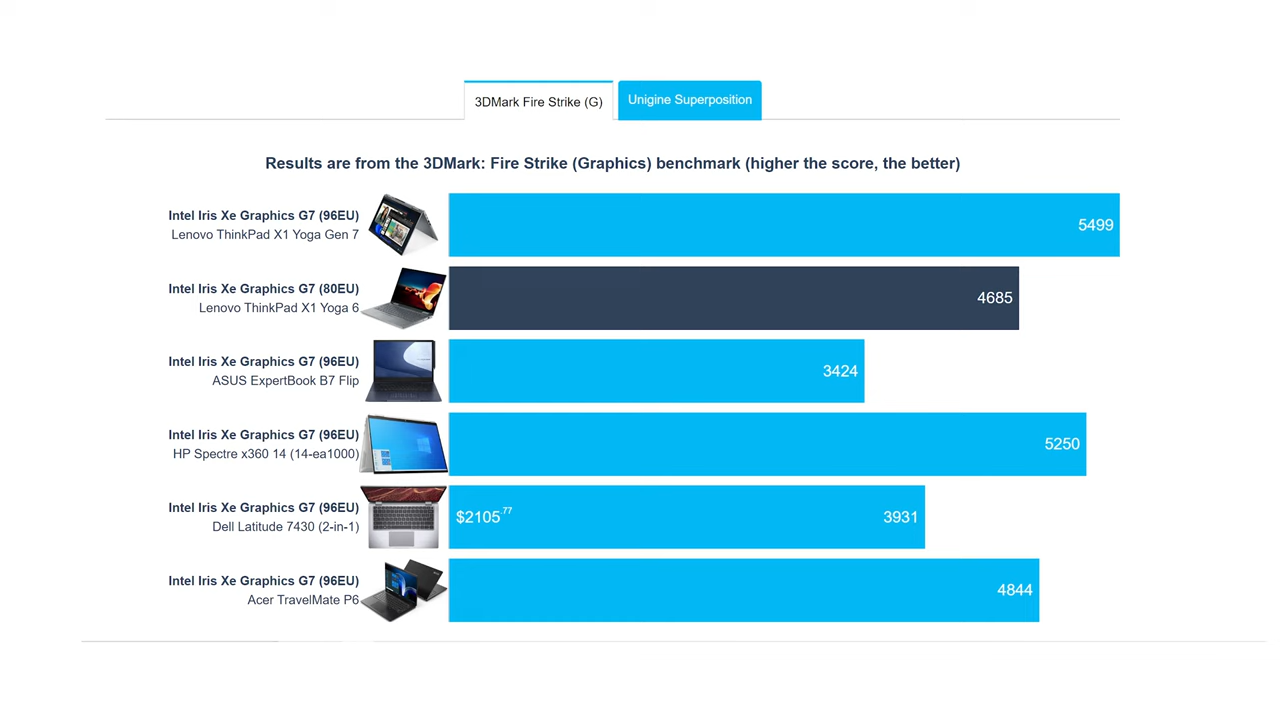 3DMark Fire Strike (G)
Unigine Superposition
Results are from the 3DMark: Fire Strike (Graphics) benchmark (higher the score, the better)
Intel Iris Xe Graphics G7 (96EU)
Lenovo ThinkPad X1 Yoga Gen 7
5499
Intel Iris Xe Graphics G7 (80EU)
Lenovo ThinkPad X1 Yoga 6
4685
Intel Iris Xe Graphics G7 (96EU)
ASUS ExpertBook B7 Flip
3424
Intel Iris Xe Graphics G7 (96EU)
HP Spectre x360 14 (14-ea1000)
5250
Intel Iris Xe Graphics G7 (96EU)
Dell Latitude 7430 (2-in-1)
$2105.77
3931
Intel Iris Xe Graphics G7 (96EU)
Acer TravelMate P6
4844